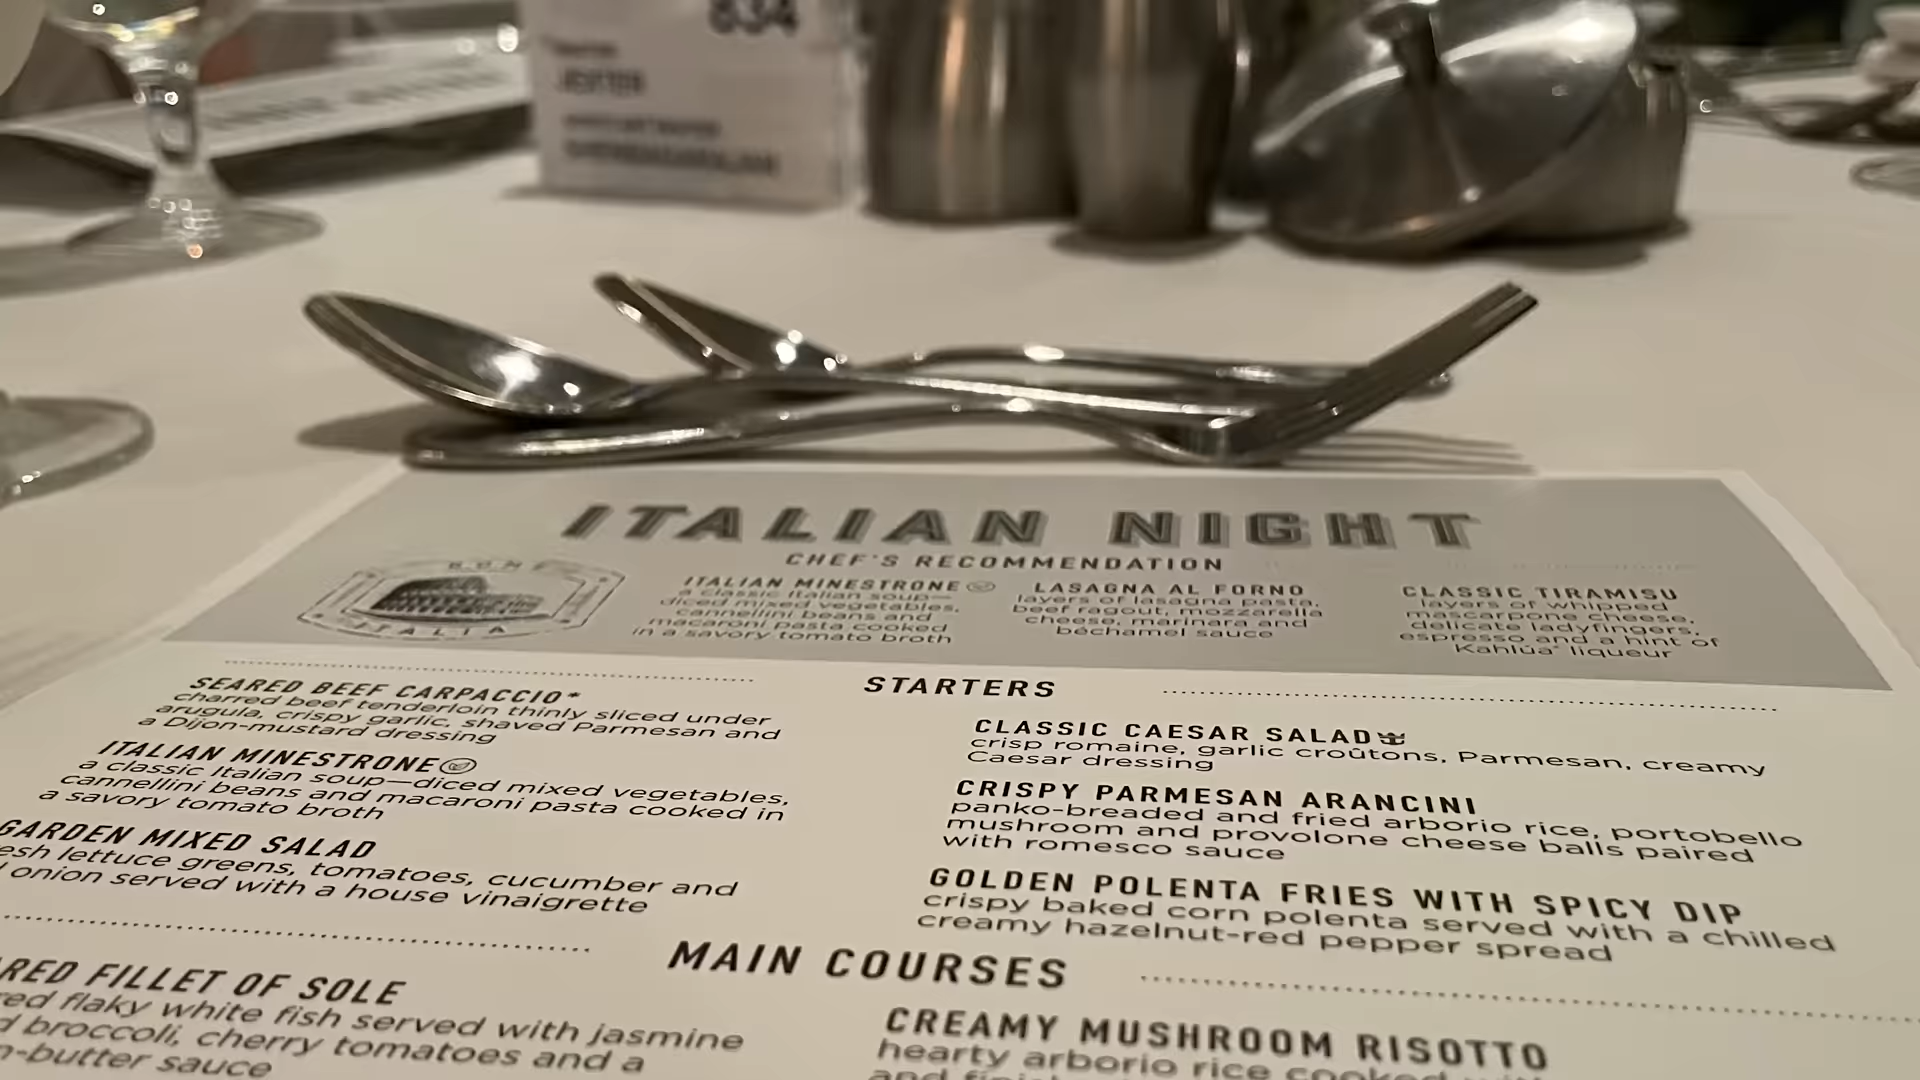 834
ITALIAN NIGHT
CHEF'S RECOMMENDATION
BON
ITALIA
ITALIAN MINESTRONE
a classic Italian soup—
diced mixed vegetables,
cannellini beans and
macaroni pasta cooked
in a savory tomato broth
LASAGNA AL FORNO
layers of lasagna pasta,
beef ragout, mozzarella
cheese, marinara and
béchamel sauce
CLASSIC TIRAMISU
layers of whipped
mascarpone cheese,
delicate ladyfingers,
espresso and a hint of
Kahlúa® liqueur
STARTERS
SEARED BEEF CARPACCIO*
charred beef tenderloin thinly sliced under
arugula, crispy garlic, shaved Parmesan and
a Dijon-mustard dressing
ITALIAN MINESTRONE
a classic Italian soup—diced mixed vegetables,
cannellini beans and macaroni pasta cooked in
a savory tomato broth
GARDEN MIXED SALAD
esh lettuce greens, tomatoes, cucumber and
onion served with a house vinaigrette
CLASSIC CAESAR SALAD
crisp romaine, garlic croûtons, Parmesan, creamy
Caesar dressing
CRISPY PARMESAN ARANCINI
panko-breaded and fried arborio rice, portobello
mushroom and provolone cheese balls paired
with romesco sauce
GOLDEN POLENTA FRIES WITH SPICY DIP
crispy baked corn polenta served with a chilled
creamy hazelnut-red pepper spread
MAIN COURSES
RED FILLET OF SOLE
red flaky white fish served with jasmine
d broccoli, cherry tomatoes and a
n-butter sauce
CREAMY MUSHROOM RISOTTO
hearty arborio rice cooked